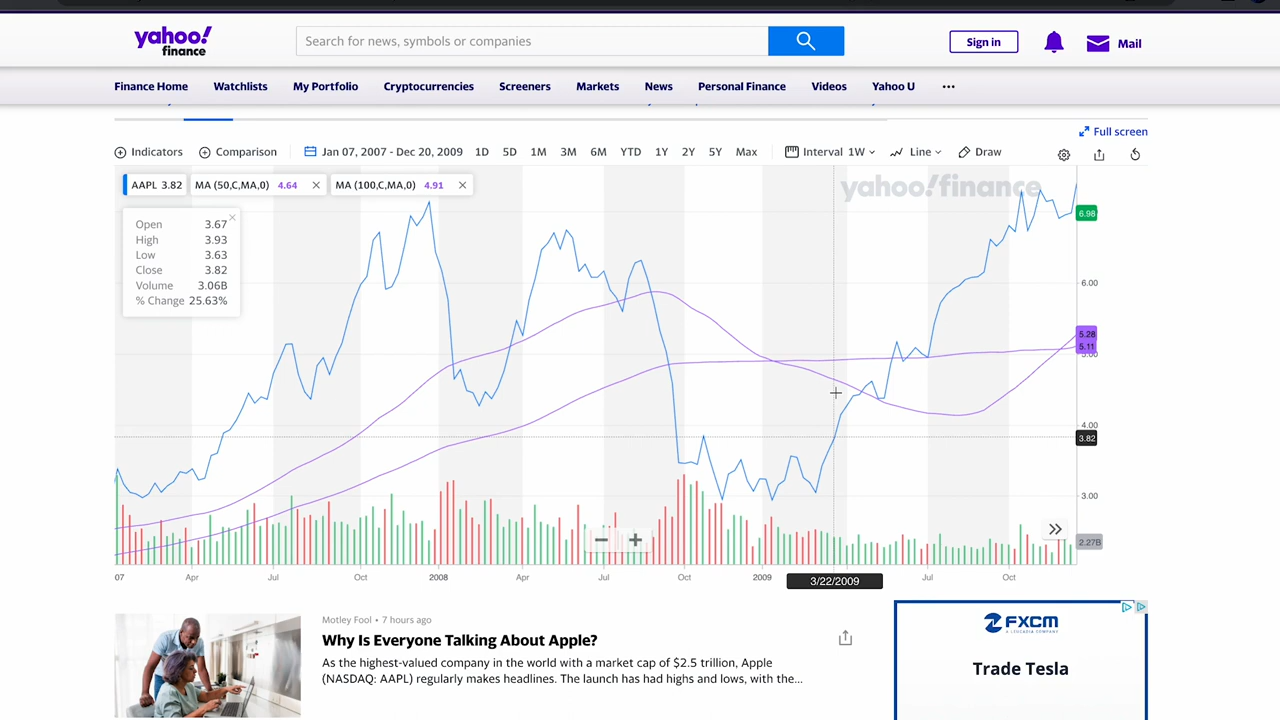 yahoo!
finance
Search for news, symbols or companies
Sign in
Mail
Finance Home Watchlists My Portfolio Cryptocurrencies Screeners Markets News Personal Finance Videos Yahoo U ...
Full screen
Indicators Comparison Jan 07, 2007 - Dec 20, 2009 1D 5D 1M 3M 6M YTD 1Y 2Y 5Y Max Interval 1W Line Draw
AAPL 3.82 MA (50,C,MA,0) 4.64 MA (100,C,MA,0) 4.91
yahoo!finance
Open 3.67
High 3.93
Low 3.63
Close 3.82
Volume 3.06B
% Change 25.63%
6.98
6.00
5.28
5.11
5.00
4.00
3.82
3.00
2.27B
07 Apr Jul Oct 2008 Apr Jul Oct 2009 3/22/2009 Jul Oct
Motley Fool • 7 hours ago
Why Is Everyone Talking About Apple?
As the highest-valued company in the world with a market cap of $2.5 trillion, Apple
(NASDAQ: AAPL) regularly makes headlines. The launch has had highs and lows, with the...
FXCM
A LEUCADIA COMPANY
Trade Tesla